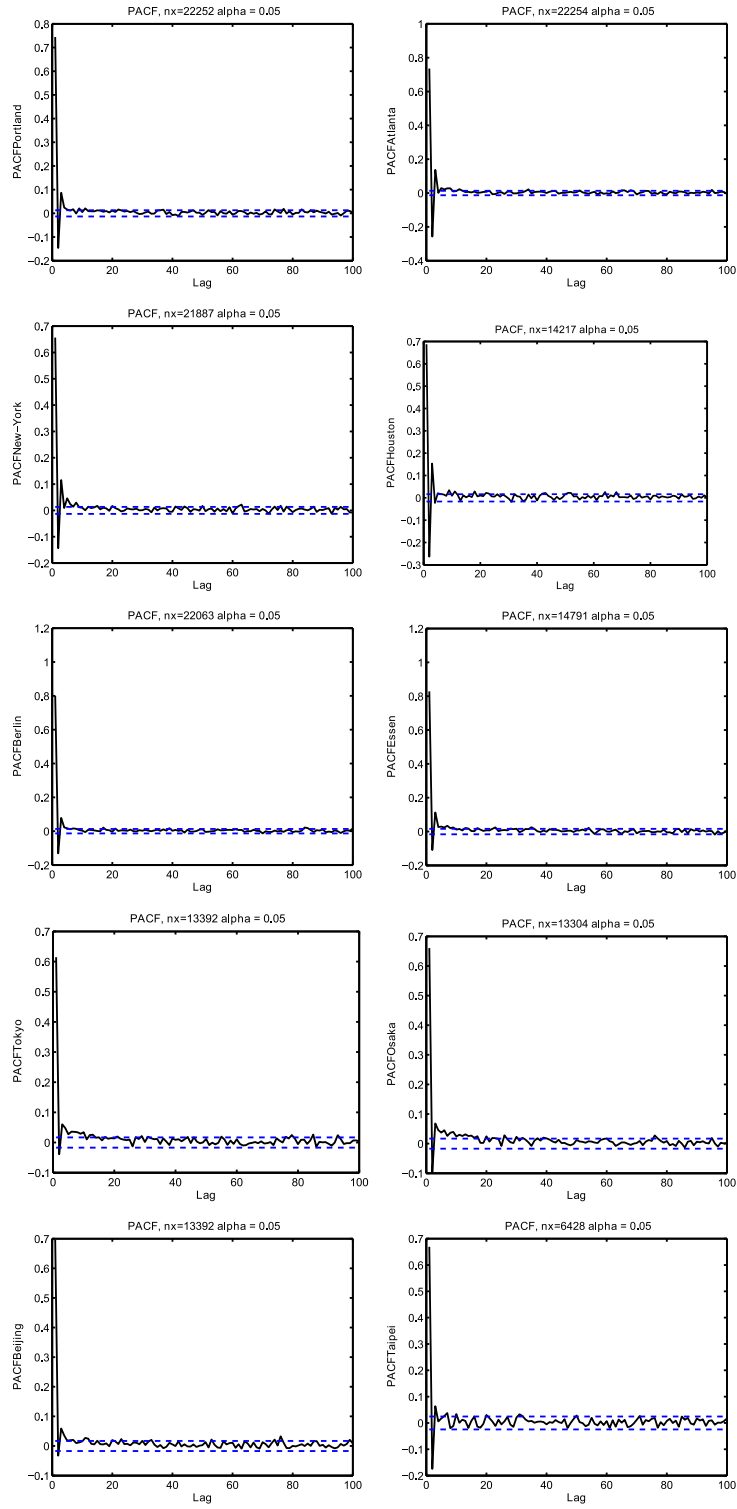 PACF, nx=22252 alpha = 0.05
PACFPortland
0.8
0.7
0.6
0.5
0.4
0.3
0.2
0.1
0
−0.1
−0.2
0 20 40 60 80 100
Lag
PACF, nx=22254 alpha = 0.05
PACFAtlanta
1
0.8
0.6
0.4
0.2
0
−0.2
−0.4
0 20 40 60 80 100
Lag
PACF, nx=21887 alpha = 0.05
PACFNew−York
0.7
0.6
0.5
0.4
0.3
0.2
0.1
0
−0.1
−0.2
0 20 40 60 80 100
Lag
PACF, nx=14217 alpha = 0.05
PACFHouston
0.7
0.6
0.5
0.4
0.3
0.2
0.1
0
−0.1
−0.2
−0.3
0 20 40 60 80 100
Lag
PACF, nx=22063 alpha = 0.05
PACFBerlin
1.2
1
0.8
0.6
0.4
0.2
0
−0.2
0 20 40 60 80 100
Lag
PACF, nx=14791 alpha = 0.05
PACFEssen
1.2
1
0.8
0.6
0.4
0.2
0
−0.2
0 20 40 60 80 100
Lag
PACF, nx=13392 alpha = 0.05
PACFTokyo
0.7
0.6
0.5
0.4
0.3
0.2
0.1
0
−0.1
0 20 40 60 80 100
Lag
PACF, nx=13304 alpha = 0.05
PACFOsaka
0.7
0.6
0.5
0.4
0.3
0.2
0.1
0
−0.1
0 20 40 60 80 100
Lag
PACF, nx=13392 alpha = 0.05
PACFBeijing
0.7
0.6
0.5
0.4
0.3
0.2
0.1
0
−0.1
0 20 40 60 80 100
Lag
PACF, nx=6428 alpha = 0.05
PACFTaipei
0.7
0.6
0.5
0.4
0.3
0.2
0.1
0
−0.1
−0.2
0 20 40 60 80 100
Lag